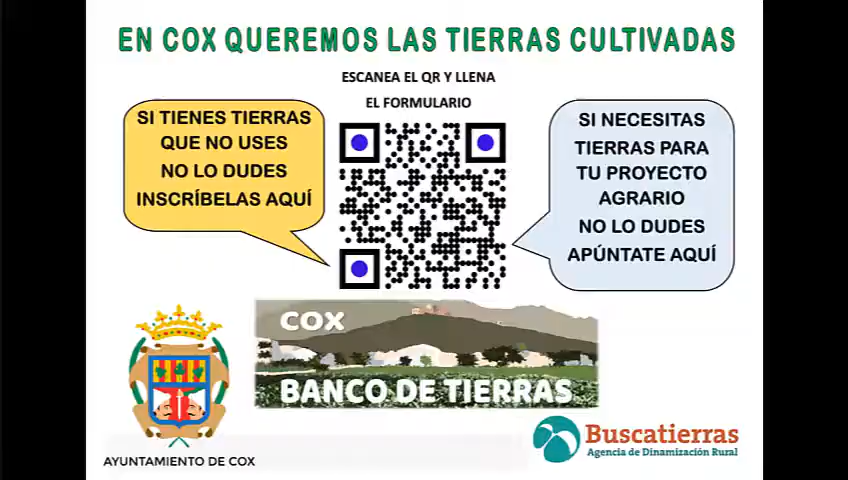 EN COX QUEREMOS LAS TIERRAS CULTIVADAS
ESCANEA EL QR Y LLENA
EL FORMULARIO
SI TIENES TIERRAS
QUE NO USES
NO LO DUDES
INSCRÍBELAS AQUÍ
SI NECESITAS
TIERRAS PARA
TU PROYECTO
AGRARIO
NO LO DUDES
APÚNTATE AQUÍ
COX
BANCO DE TIERRAS
AYUNTAMIENTO DE COX
Buscatierras
Agencia de Dinamización Rural